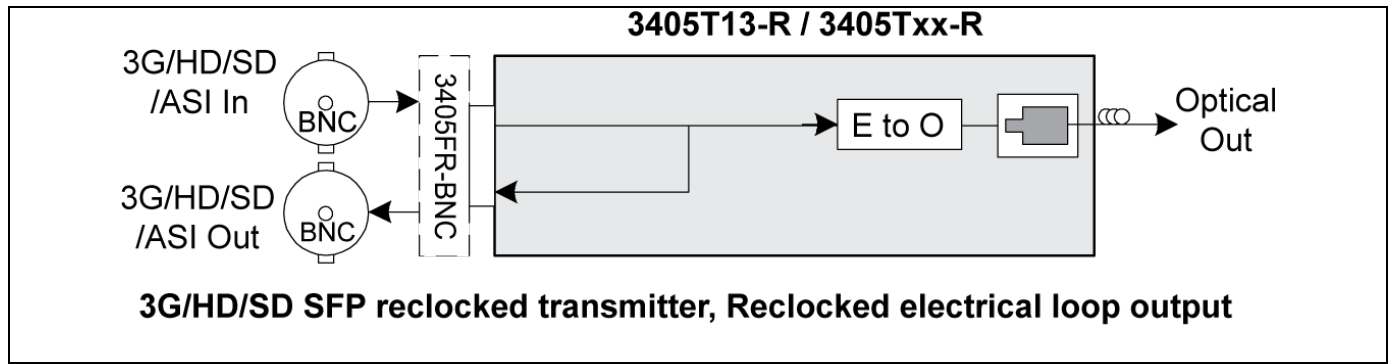 3405T13-R / 3405Txx-R
3G/HD/SD
/ASI In
BNC
3405FR-BNC
E to O
Optical
Out
3G/HD/SD
/ASI Out
BNC
3G/HD/SD SFP reclocked transmitter, Reclocked electrical loop output